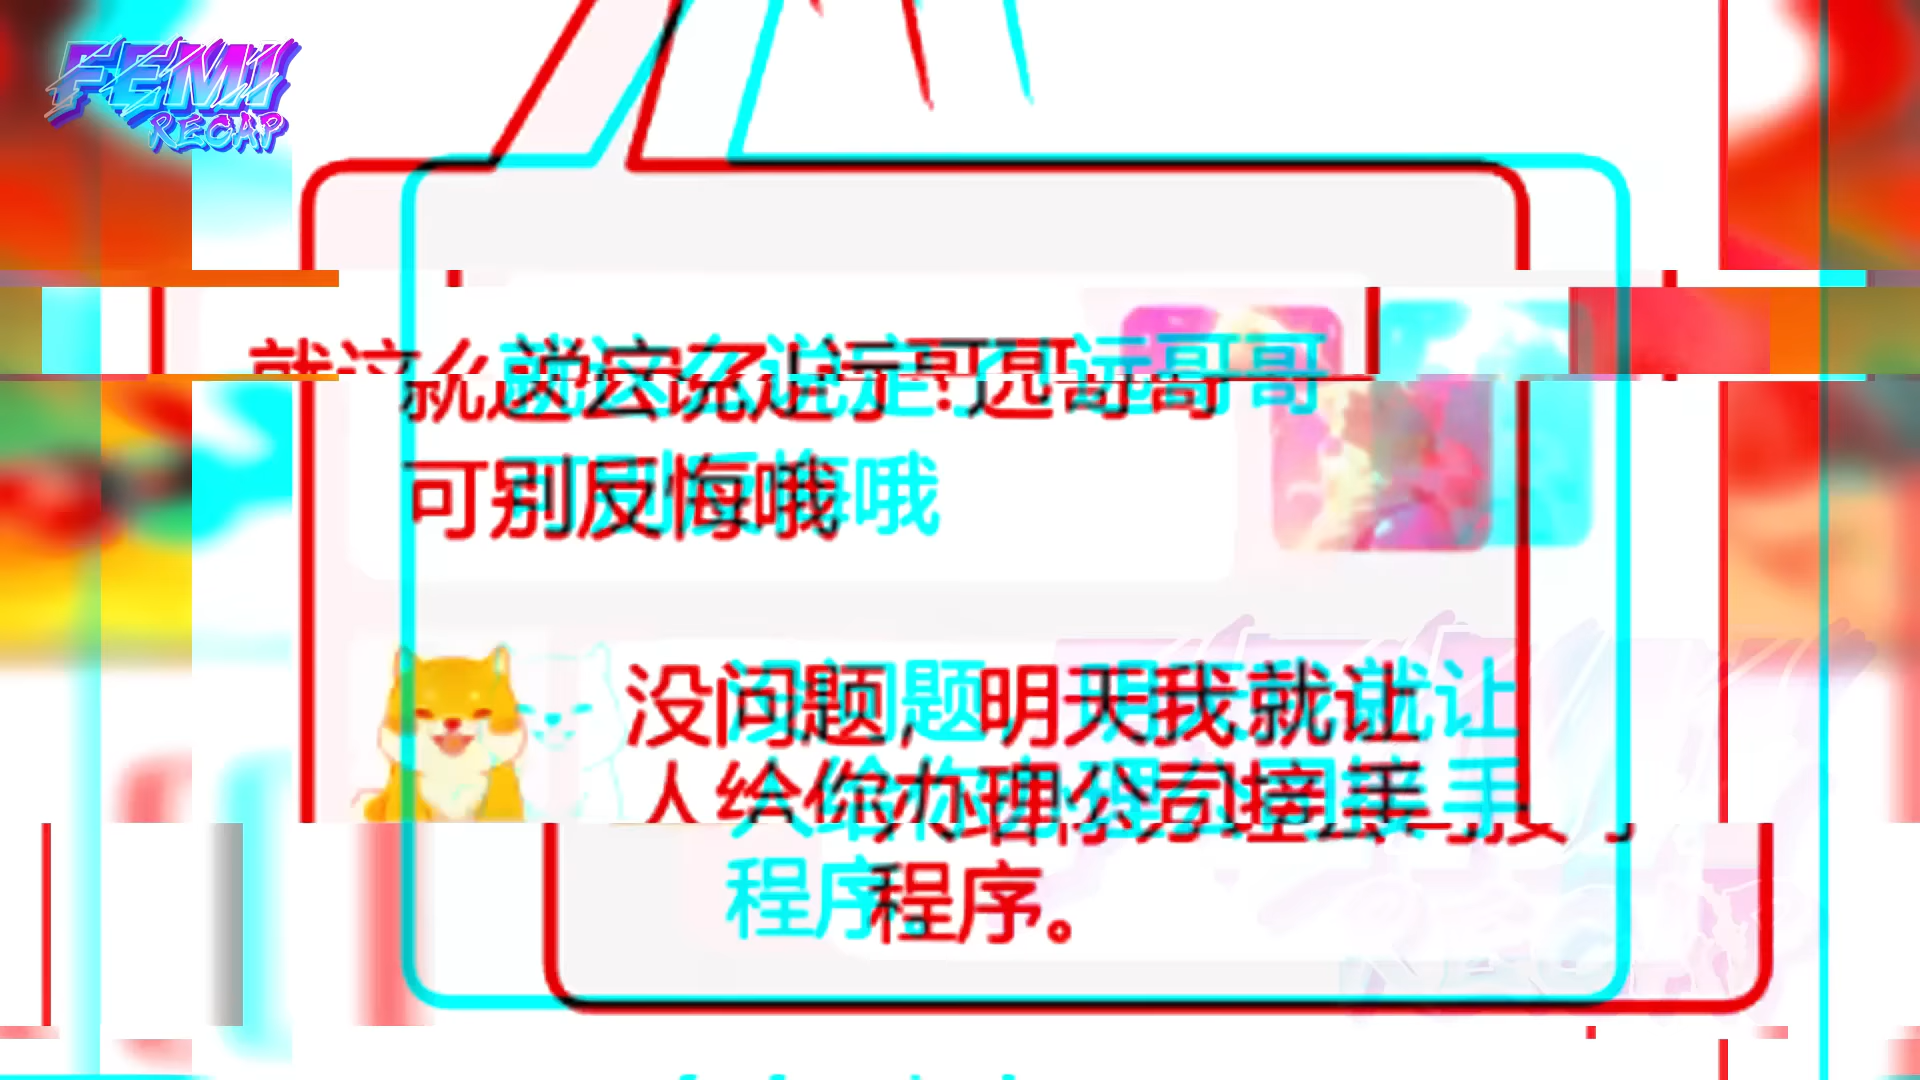 FEMI
RECAP
就这么说定了!远哥哥
可别反悔哦
没问题,明天我就让
人给你办理公司接手
程序。